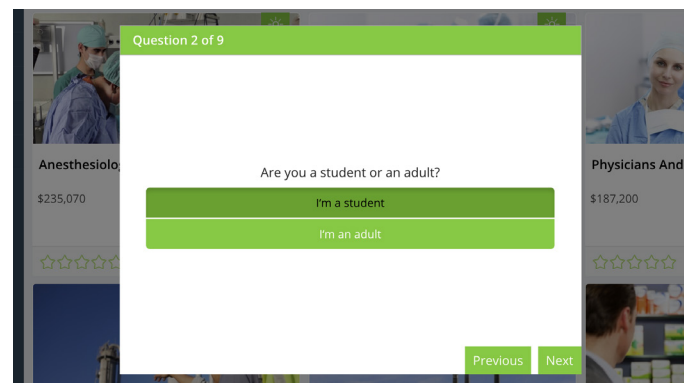 Question 2 of 9
Are you a student or an adult?
I'm a student
I'm an adult
Previous
Next
Physicians And
$235,070
$187,200